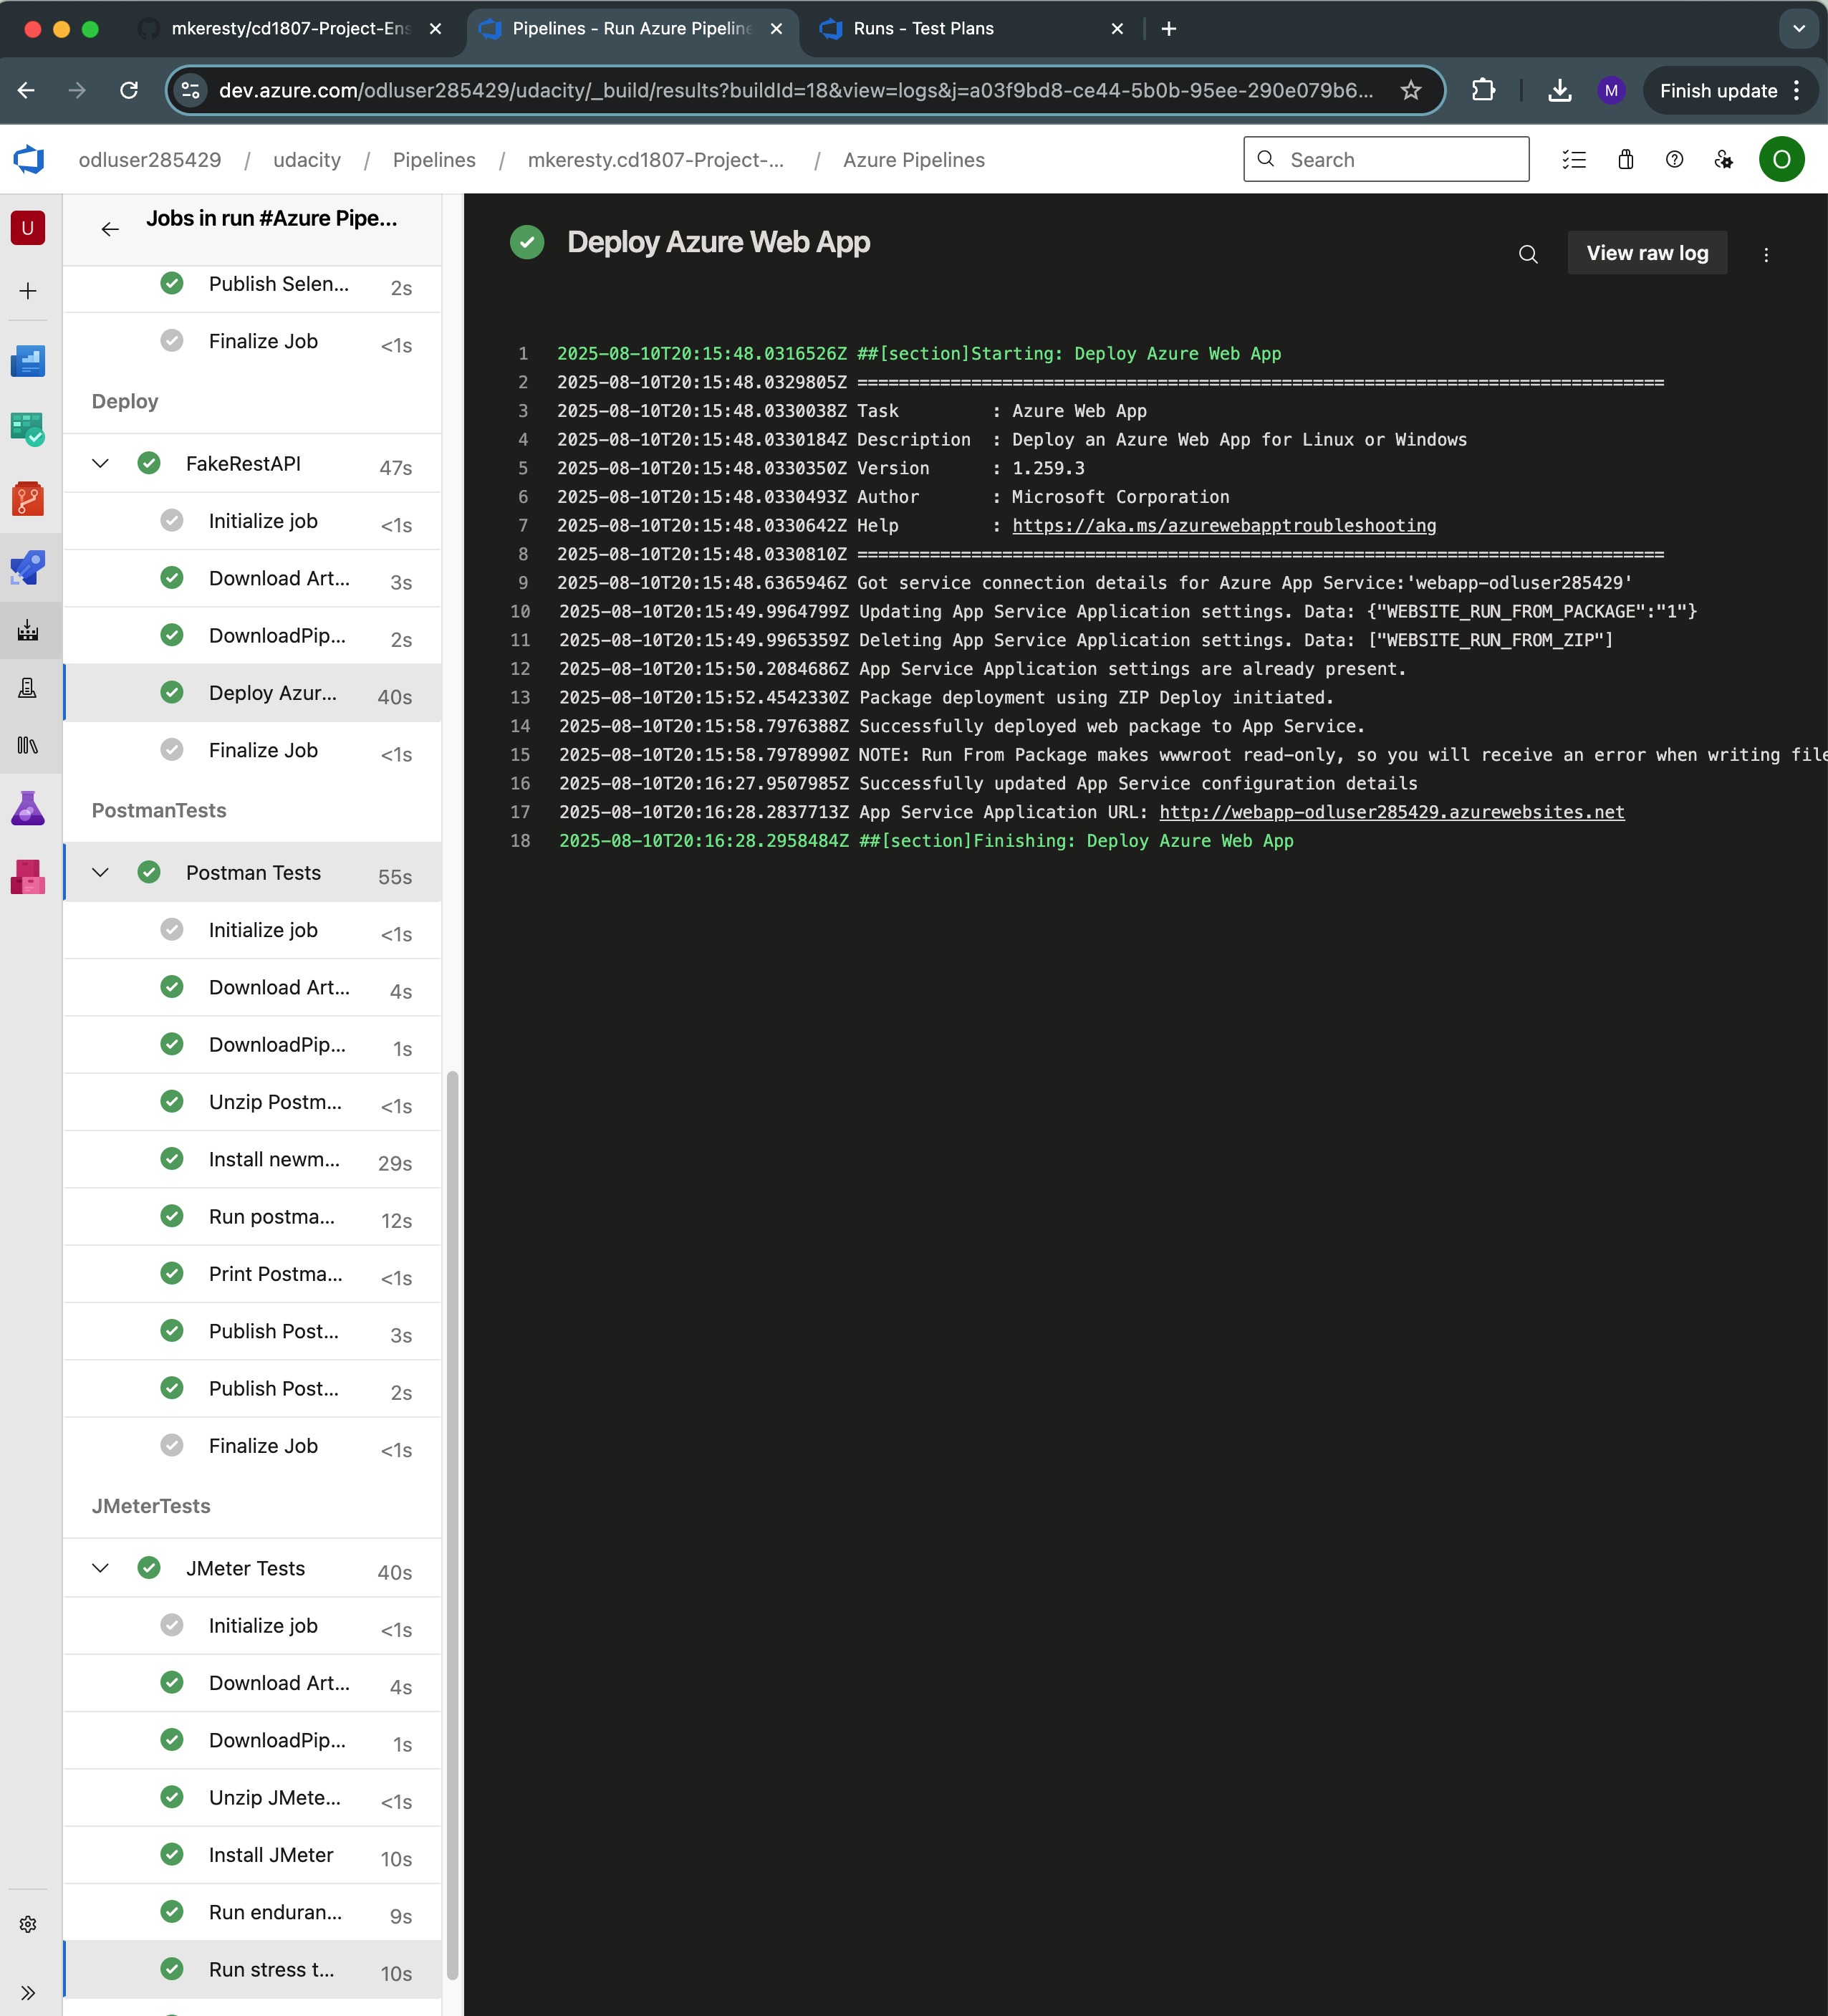 mkeresty/cd1807-Project-Ens
Pipelines - Run Azure Pipeline
Runs - Test Plans
dev.azure.com/odluser285429/udacity/_build/results?buildId=18&view=logs&j=a03f9bd8-ce44-5b0b-95ee-290e079b6...
M
Finish update
odluser285429 / udacity / Pipelines / mkeresty.cd1807-Project-... / Azure Pipelines
Search
O
U
Jobs in run #Azure Pipe...
Publish Selen... 2s
Finalize Job <1s
Deploy
FakeRestAPI 47s
Initialize job <1s
Download Art... 3s
DownloadPip... 2s
Deploy Azur... 40s
Finalize Job <1s
PostmanTests
Postman Tests 55s
Initialize job <1s
Download Art... 4s
DownloadPip... 1s
Unzip Postm... <1s
Install newm... 29s
Run postma... 12s
Print Postma... <1s
Publish Post... 3s
Publish Post... 2s
Finalize Job <1s
JMeterTests
JMeter Tests 40s
Initialize job <1s
Download Art... 4s
DownloadPip... 1s
Unzip JMete... <1s
Install JMeter 10s
Run enduran... 9s
Run stress t... 10s
Deploy Azure Web App
View raw log
1 2025-08-10T20:15:48.0316526Z ##[section]Starting: Deploy Azure Web App
2 2025-08-10T20:15:48.0329805Z ==============================================================================
3 2025-08-10T20:15:48.0330038Z Task         : Azure Web App
4 2025-08-10T20:15:48.0330184Z Description  : Deploy an Azure Web App for Linux or Windows
5 2025-08-10T20:15:48.0330350Z Version      : 1.259.3
6 2025-08-10T20:15:48.0330493Z Author       : Microsoft Corporation
7 2025-08-10T20:15:48.0330642Z Help         : https://aka.ms/azurewebapptroubleshooting
8 2025-08-10T20:15:48.0330810Z ==============================================================================
9 2025-08-10T20:15:48.6365946Z Got service connection details for Azure App Service:'webapp-odluser285429'
10 2025-08-10T20:15:49.9964799Z Updating App Service Application settings. Data: {"WEBSITE_RUN_FROM_PACKAGE":"1"}
11 2025-08-10T20:15:49.9965359Z Deleting App Service Application settings. Data: ["WEBSITE_RUN_FROM_ZIP"]
12 2025-08-10T20:15:50.2084686Z App Service Application settings are already present.
13 2025-08-10T20:15:52.4542330Z Package deployment using ZIP Deploy initiated.
14 2025-08-10T20:15:58.7976388Z Successfully deployed web package to App Service.
15 2025-08-10T20:15:58.7978990Z NOTE: Run From Package makes wwwroot read-only, so you will receive an error when writing file
16 2025-08-10T20:16:27.9507985Z Successfully updated App Service configuration details
17 2025-08-10T20:16:28.2837713Z App Service Application URL: http://webapp-odluser285429.azurewebsites.net
18 2025-08-10T20:16:28.2958484Z ##[section]Finishing: Deploy Azure Web App